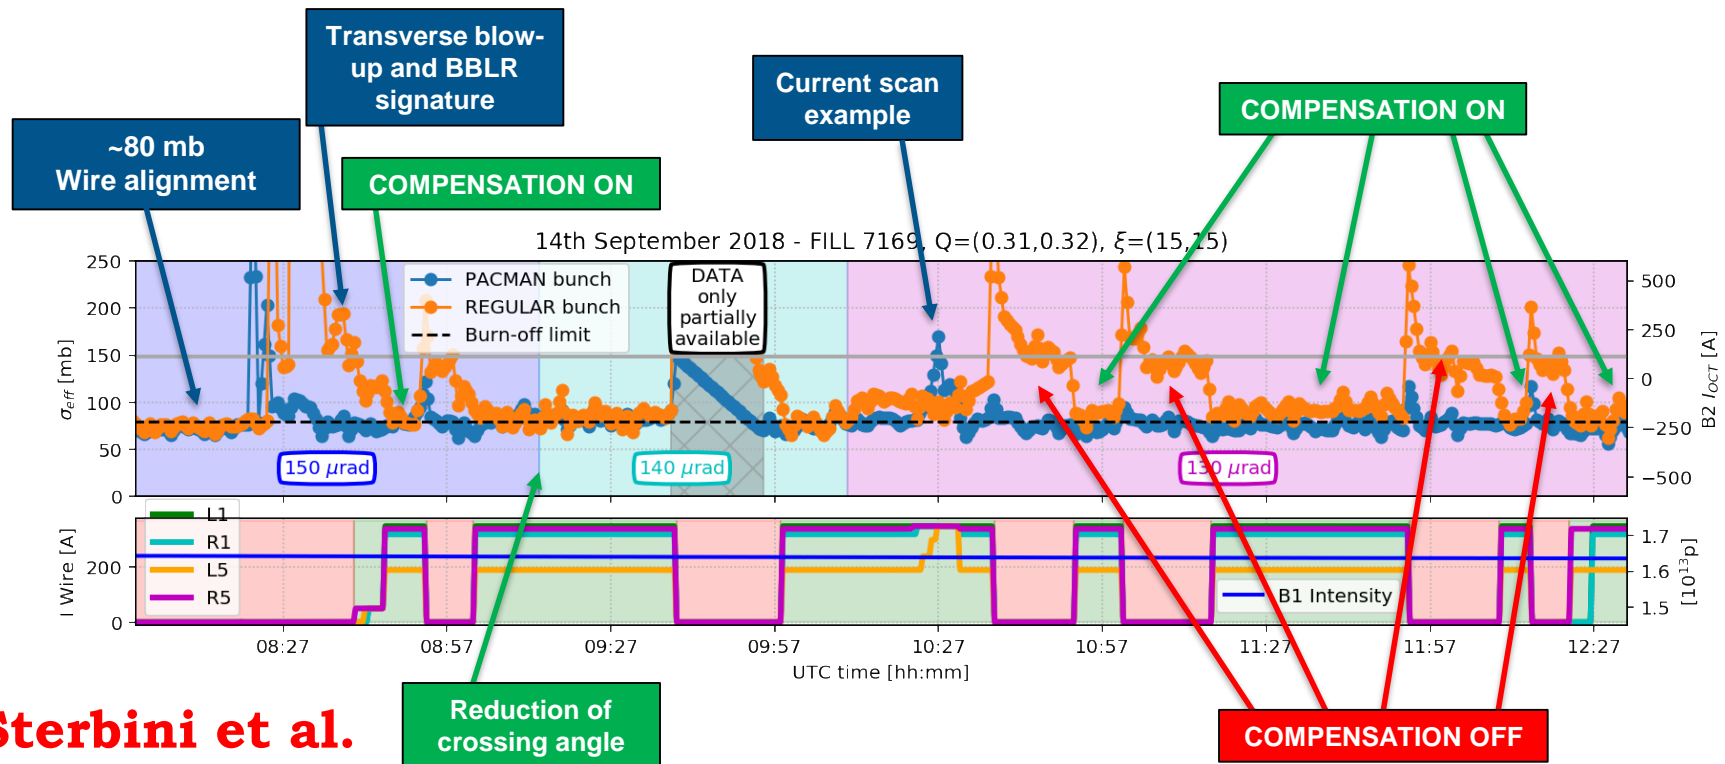 Transverse blow-
up and BBLR
signature
Current scan
example
COMPENSATION ON
~80 mb
Wire alignment
COMPENSATION ON
14th September 2018 - FILL 7169, Q=(0.31,0.32), ξ=(15,15)
250
200
150
100
50
0
σeff [mb]
PACMAN bunch
REGULAR bunch
Burn-off limit
DATA
only
partially
available
500
250
0
−250
−500
B2 IOCT [A]
150 μrad
140 μrad
130 μrad
L1
R1
L5
R5
200
0
I Wire [A]
B1 Intensity
1.7
1.6
1.5
[10¹³p]
08:27
08:57
09:27
09:57
10:27
10:57
11:27
11:57
12:27
UTC time [hh:mm]
Reduction of
crossing angle
COMPENSATION OFF
Sterbini et al.